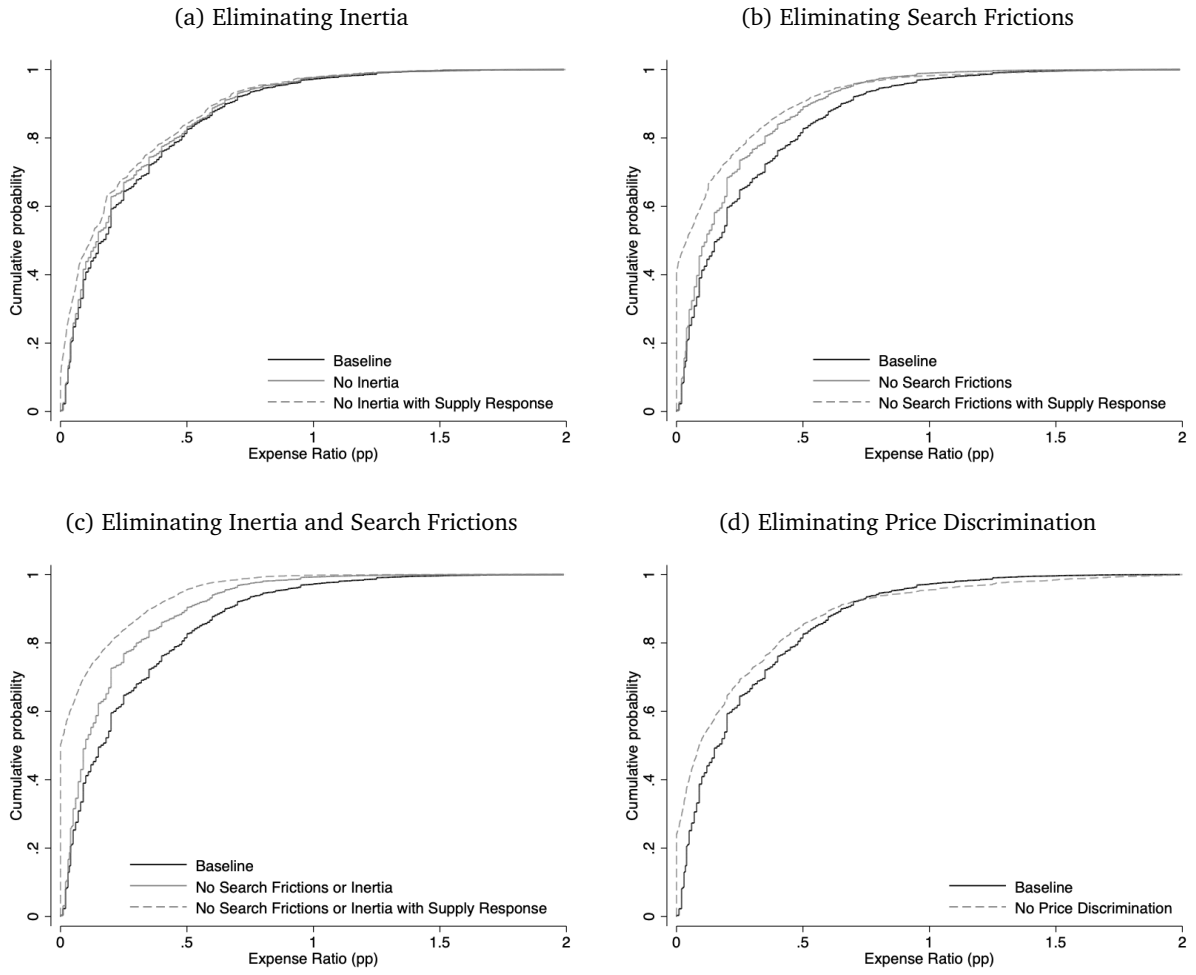 (a) Eliminating Inertia
(b) Eliminating Search Frictions
Cumulative probability
0 .2 .4 .6 .8 1
Baseline
No Inertia
No Inertia with Supply Response
0 .5 1 1.5 2
Expense Ratio (pp)
Cumulative probability
0 .2 .4 .6 .8 1
Baseline
No Search Frictions
No Search Frictions with Supply Response
0 .5 1 1.5 2
Expense Ratio (pp)
(c) Eliminating Inertia and Search Frictions
(d) Eliminating Price Discrimination
Cumulative probability
0 .2 .4 .6 .8 1
Baseline
No Search Frictions or Inertia
No Search Frictions or Inertia with Supply Response
0 .5 1 1.5 2
Expense Ratio (pp)
Cumulative probability
0 .2 .4 .6 .8 1
Baseline
No Price Discrimination
0 .5 1 1.5 2
Expense Ratio (pp)